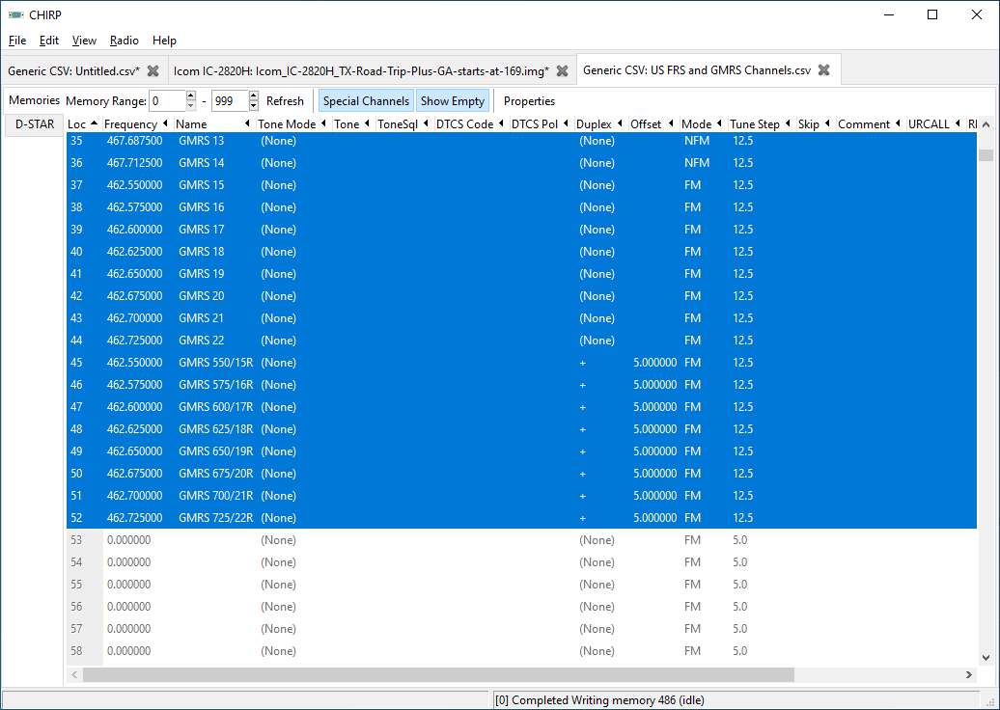 CHIRP
File Edit View Radio Help
Generic CSV: Untitled.csv* Icom IC-2820H: Icom_IC-2820H_TX-Road-Trip-Plus-GA-starts-at-169.img* Generic CSV: US FRS and GMRS Channels.csv
Memories Memory Range: 0 - 999 Refresh Special Channels Show Empty Properties
D-STAR
Loc Frequency Name Tone Mode Tone ToneSql DTCS Code DTCS Pol Duplex Offset Mode Tune Step Skip Comment URCALL
35 467.687500 GMRS 13 (None) (None) NFM 12.5
36 467.712500 GMRS 14 (None) (None) NFM 12.5
37 462.550000 GMRS 15 (None) (None) FM 12.5
38 462.575000 GMRS 16 (None) (None) FM 12.5
39 462.600000 GMRS 17 (None) (None) FM 12.5
40 462.625000 GMRS 18 (None) (None) FM 12.5
41 462.650000 GMRS 19 (None) (None) FM 12.5
42 462.675000 GMRS 20 (None) (None) FM 12.5
43 462.700000 GMRS 21 (None) (None) FM 12.5
44 462.725000 GMRS 22 (None) (None) FM 12.5
45 462.550000 GMRS 550/15R (None) + 5.000000 FM 12.5
46 462.575000 GMRS 575/16R (None) + 5.000000 FM 12.5
47 462.600000 GMRS 600/17R (None) + 5.000000 FM 12.5
48 462.625000 GMRS 625/18R (None) + 5.000000 FM 12.5
49 462.650000 GMRS 650/19R (None) + 5.000000 FM 12.5
50 462.675000 GMRS 675/20R (None) + 5.000000 FM 12.5
51 462.700000 GMRS 700/21R (None) + 5.000000 FM 12.5
52 462.725000 GMRS 725/22R (None) + 5.000000 FM 12.5
53 0.000000 (None) (None) FM 5.0
54 0.000000 (None) (None) FM 5.0
55 0.000000 (None) (None) FM 5.0
56 0.000000 (None) (None) FM 5.0
57 0.000000 (None) (None) FM 5.0
58 0.000000 (None) (None) FM 5.0
[0] Completed Writing memory 486 (idle)